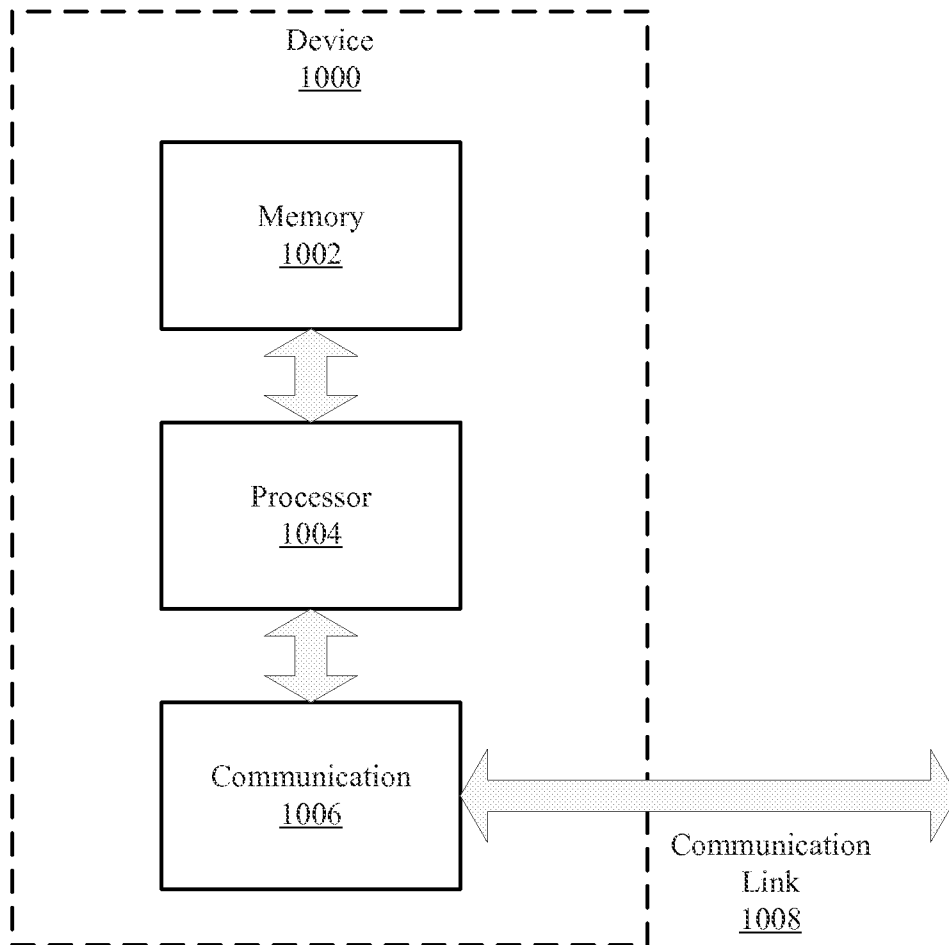 Device
1000
Memory
1002
Processor
1004
Communication
1006
Communication
Link
1008